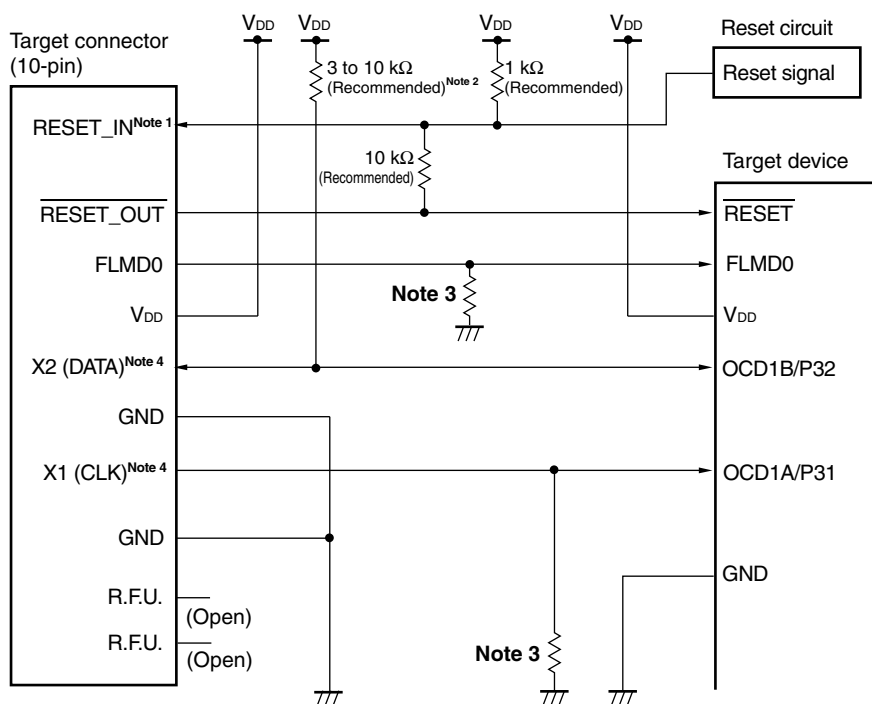 VDD
VDD
VDD
VDD
Reset circuit
Target connector
(10-pin)
3 to 10 kΩ
(Recommended)Note 2
1 kΩ
(Recommended)
Reset signal
RESET_INNote 1
10 kΩ
(Recommended)
Target device
RESET_OUT
RESET
FLMD0
FLMD0
Note 3
VDD
VDD
X2 (DATA)Note 4
OCD1B/P32
GND
X1 (CLK)Note 4
OCD1A/P31
GND
GND
R.F.U.
(Open)
R.F.U.
(Open)
Note 3